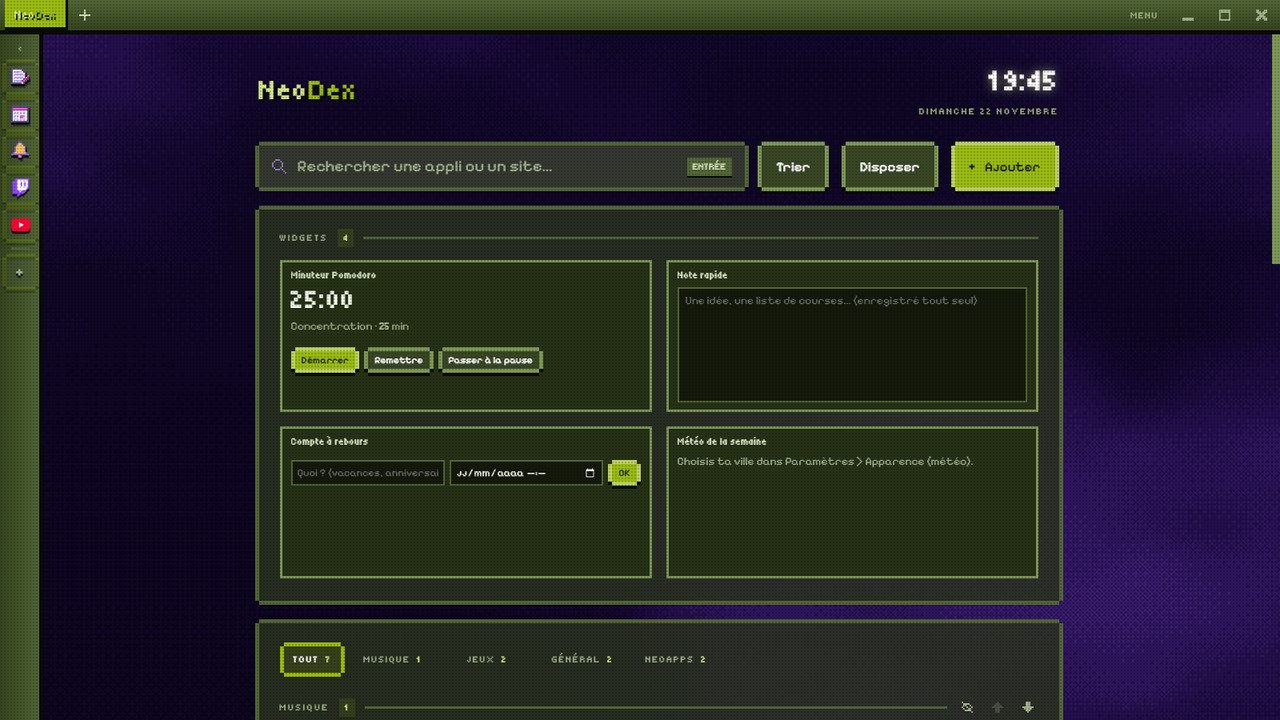 NeoDex
MENU
NeoDex
19:45
DIMANCHE 22 NOVEMBRE
Rechercher une appli ou un site...
ENTRÉE
Trier
Disposer
+ Ajouter
WIDGETS 4
Minuteur Pomodoro
25:00
Concentration · 25 min
Démarrer
Remettre
Passer à la pause
Note rapide
Une idée, une liste de courses... (enregistré tout seul)
Compte à rebours
Quoi ? (vacances, anniversai
jj/mm/aaaa --:--
OK
Météo de la semaine
Choisis ta ville dans Paramètres > Apparence (météo).
TOUT 7
MUSIQUE 1
JEUX 2
GÉNÉRAL 2
NEOAPPS 2
MUSIQUE 1